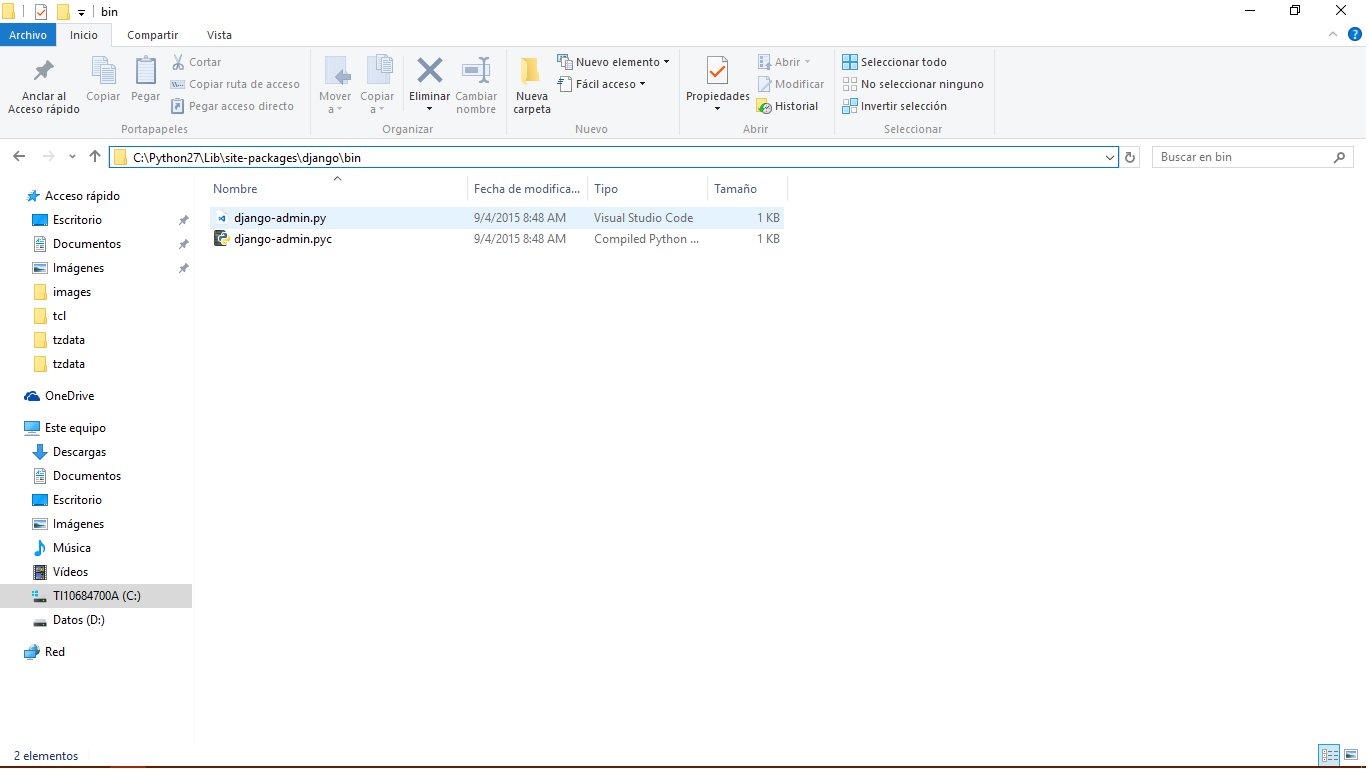 bin
Archivo Inicio Compartir Vista
Anclar al Acceso rápido
Copiar
Pegar
Cortar
Copiar ruta de acceso
Pegar acceso directo
Portapapeles
Mover a
Copiar a
Eliminar
Cambiar nombre
Organizar
Nueva carpeta
Nuevo elemento
Fácil acceso
Nuevo
Propiedades
Abrir
Modificar
Historial
Abrir
Seleccionar todo
No seleccionar ninguno
Invertir selección
Seleccionar
C:\Python27\Lib\site-packages\django\bin
Buscar en bin
Acceso rápido
Escritorio
Documentos
Imágenes
images
tcl
tzdata
tzdata
OneDrive
Este equipo
Descargas
Documentos
Escritorio
Imágenes
Música
Vídeos
TI10684700A (C:)
Datos (D:)
Red
Nombre Fecha de modifica... Tipo Tamaño
django-admin.py 9/4/2015 8:48 AM Visual Studio Code 1 KB
django-admin.pyc 9/4/2015 8:48 AM Compiled Python ... 1 KB
2 elementos